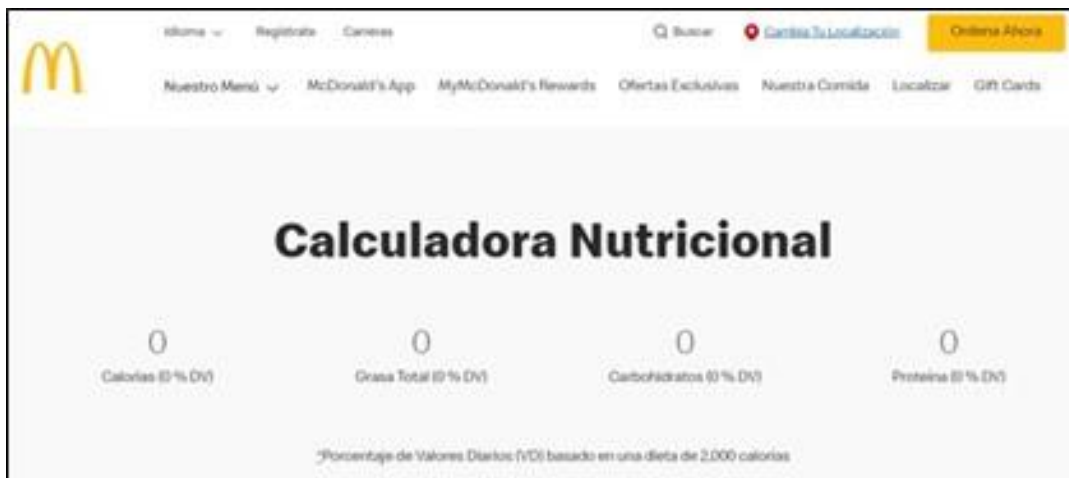 Idioma Regístrate Carreras Buscar Cambia Tu Localización Ordena Ahora
Nuestro Menú McDonald's App MyMcDonald's Rewards Ofertas Exclusivas Nuestra Comida Localizar Gift Cards
Calculadora Nutricional
0 0 0 0
Calorías (0 % DV) Grasa Total (0 % DV) Carbohidratos (0 % DV) Proteína (0 % DV)
*Porcentaje de Valores Diarios (VD) basado en una dieta de 2,000 calorías